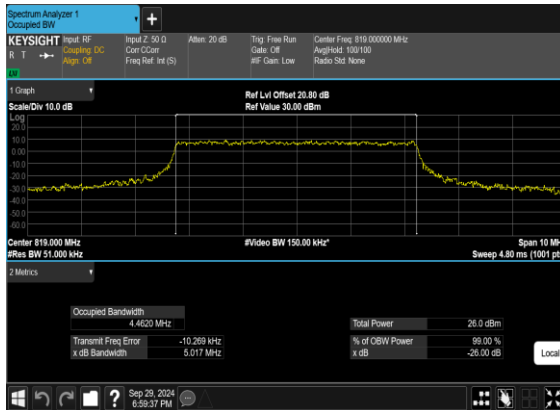 Spectrum Analyzer 1
Occupied BW
KEYSIGHT
R T
LXI
Input: RF
Coupling: DC
Align: Off
Input Z: 50 Ω
Corr CCorr
Freq Ref: Int (S)
Atten: 20 dB
Trig: Free Run
Gate: Off
#IF Gain: Low
Center Freq: 819.000000 MHz
Avg|Hold: 100/100
Radio Std: None
1 Graph
Scale/Div 10.0 dB
Ref Lvl Offset 20.80 dB
Ref Value 30.00 dBm
Log
20.0
10.0
0.00
-10.0
-20.0
-30.0
-40.0
-50.0
-60.0
Center 819.000 MHz
#Res BW 51.000 kHz
#Video BW 150.00 kHz*
Span 10 MH
Sweep 4.80 ms (1001 pt
2 Metrics
Occupied Bandwidth
4.4620 MHz
Transmit Freq Error -10.269 kHz
x dB Bandwidth 5.017 MHz
Total Power 26.0 dBm
% of OBW Power 99.00 %
x dB -26.00 dB
Local
?
Sep 29, 2024
6:59:37 PM